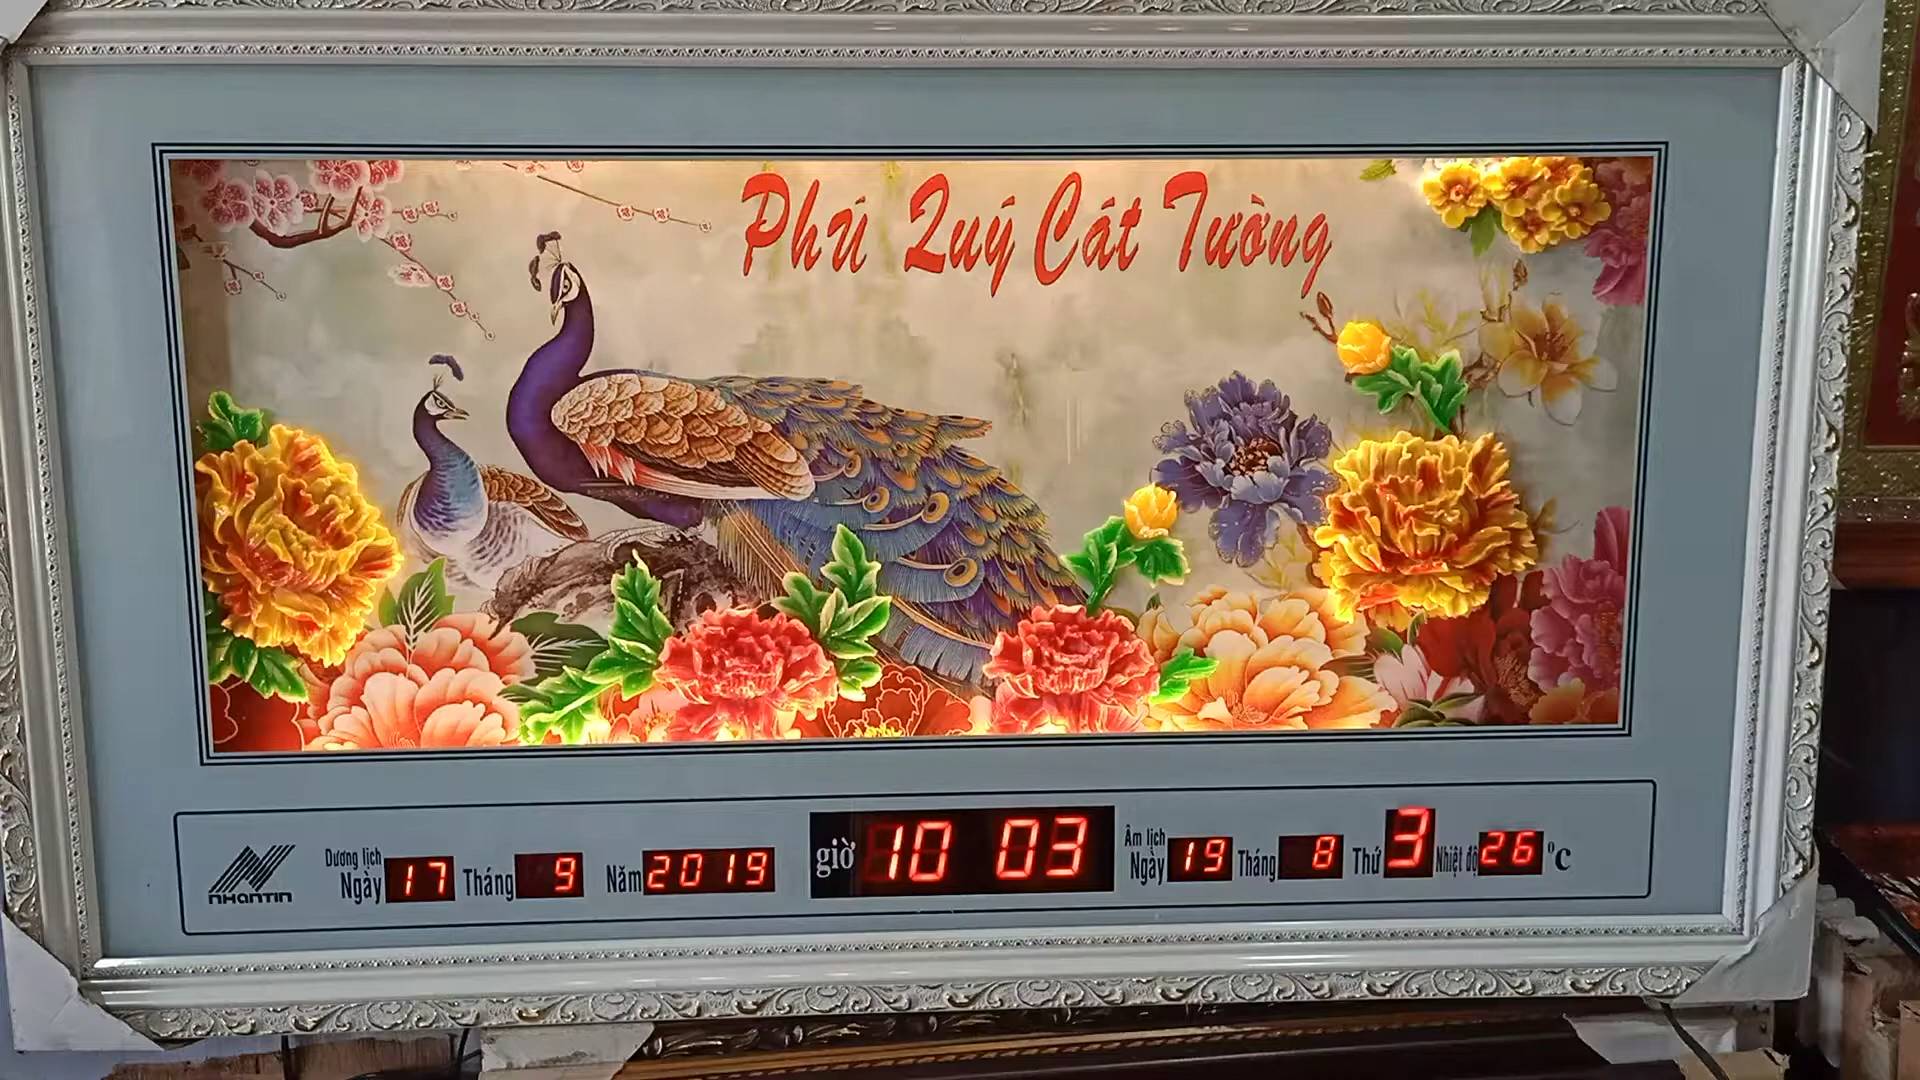 Phú Quý Cát Tường
NHANTIN
Dương lịch
Ngày 17 Tháng 9 Năm 2019
giờ 10 03
Âm lịch
Ngày 19 Tháng 8 Thứ 3 Nhiệt độ 26 °C